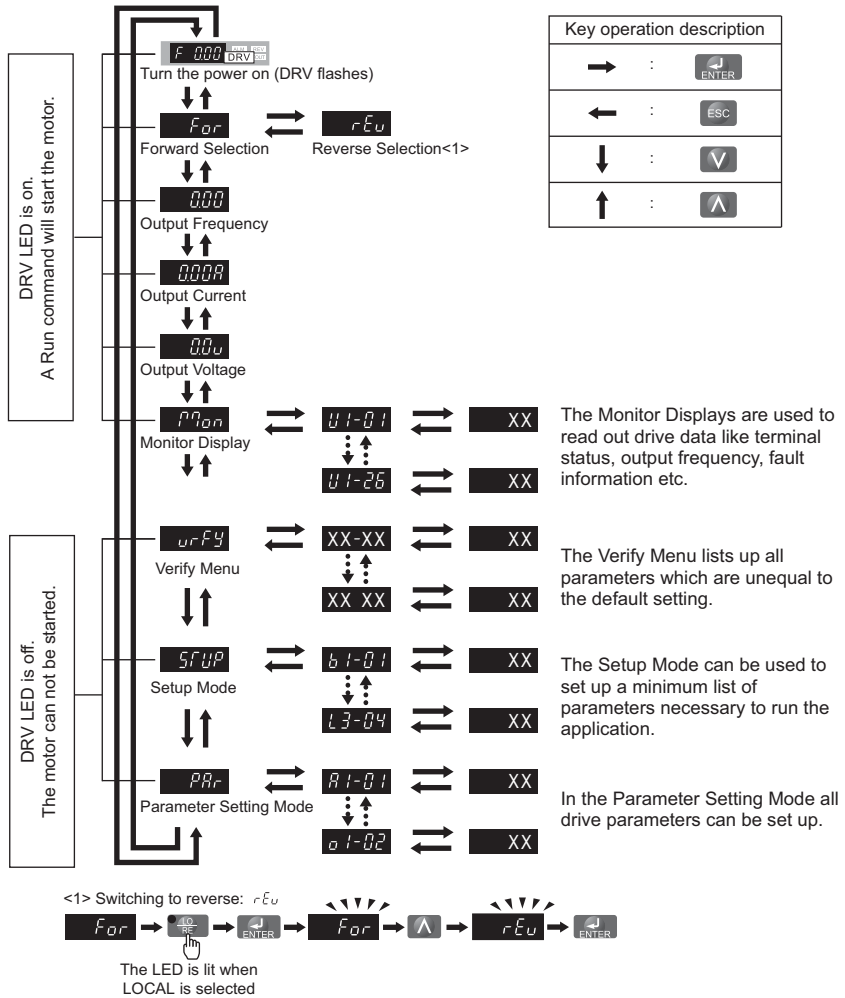 Key operation description
: ENTER
: ESC
: V
: Λ
DRV LED is on.
A Run command will start the motor.
F 0.00 ALM REV DRV OUT
Turn the power on (DRV flashes)
For
rEv
Forward Selection
Reverse Selection<1>
0.00
Output Frequency
0.00A
Output Current
0.0v
Output Voltage
Mon
U1-01
XX
Monitor Display
U1-26
XX
The Monitor Displays are used to
read out drive data like terminal
status, output frequency, fault
information etc.
DRV LED is off.
The motor can not be started.
vrFy
XX-XX
XX
Verify Menu
XX XX
XX
The Verify Menu lists up all
parameters which are unequal to
the default setting.
STUP
b1-01
XX
Setup Mode
L3-04
XX
The Setup Mode can be used to
set up a minimum list of
parameters necessary to run the
application.
PAr
A1-01
XX
Parameter Setting Mode
o1-02
XX
In the Parameter Setting Mode all
drive parameters can be set up.
<1> Switching to reverse: rEv
For LO RE ENTER For Λ rEv ENTER
The LED is lit when
LOCAL is selected